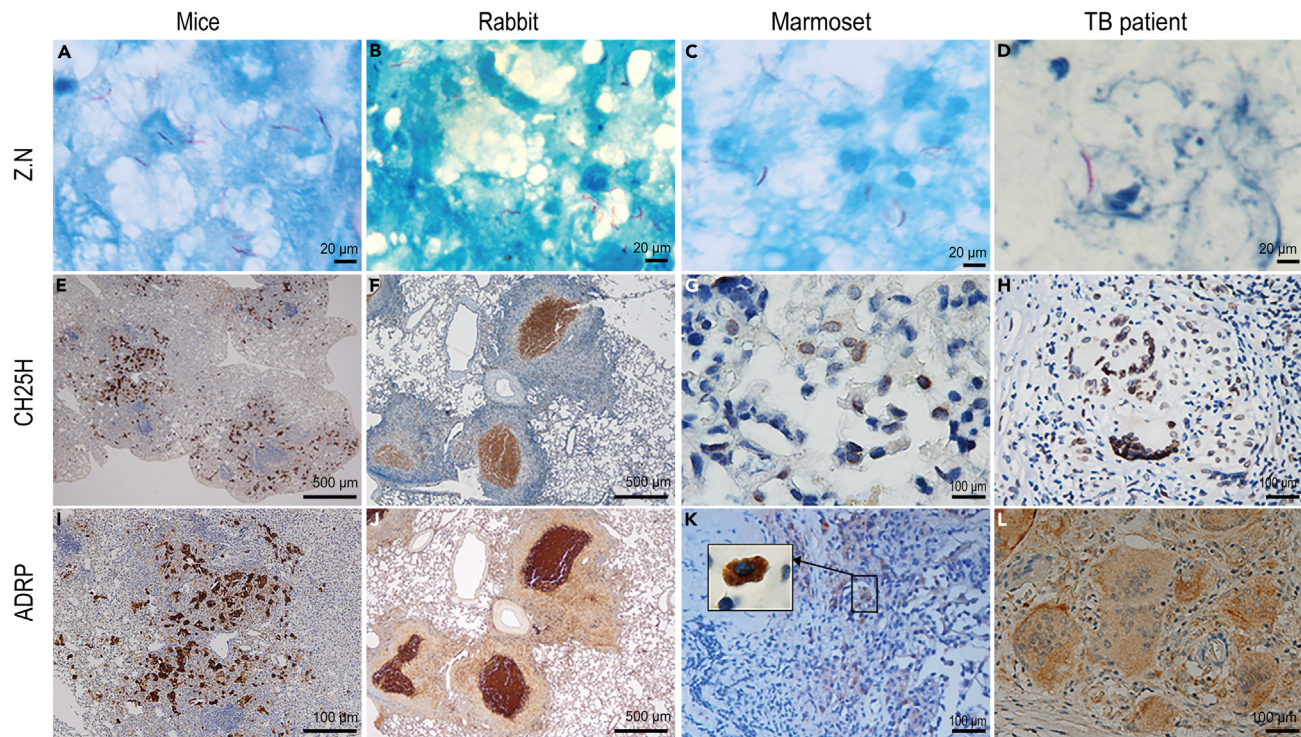 Mice Rabbit Marmoset TB patient
Z.N
A B C D
20 µm 20 µm 20 µm 20 µm
CH25H
E F G H
500 µm 500 µm 100 µm 100 µm
ADRP
I J K L
100 µm 500 µm 100 µm 100 µm